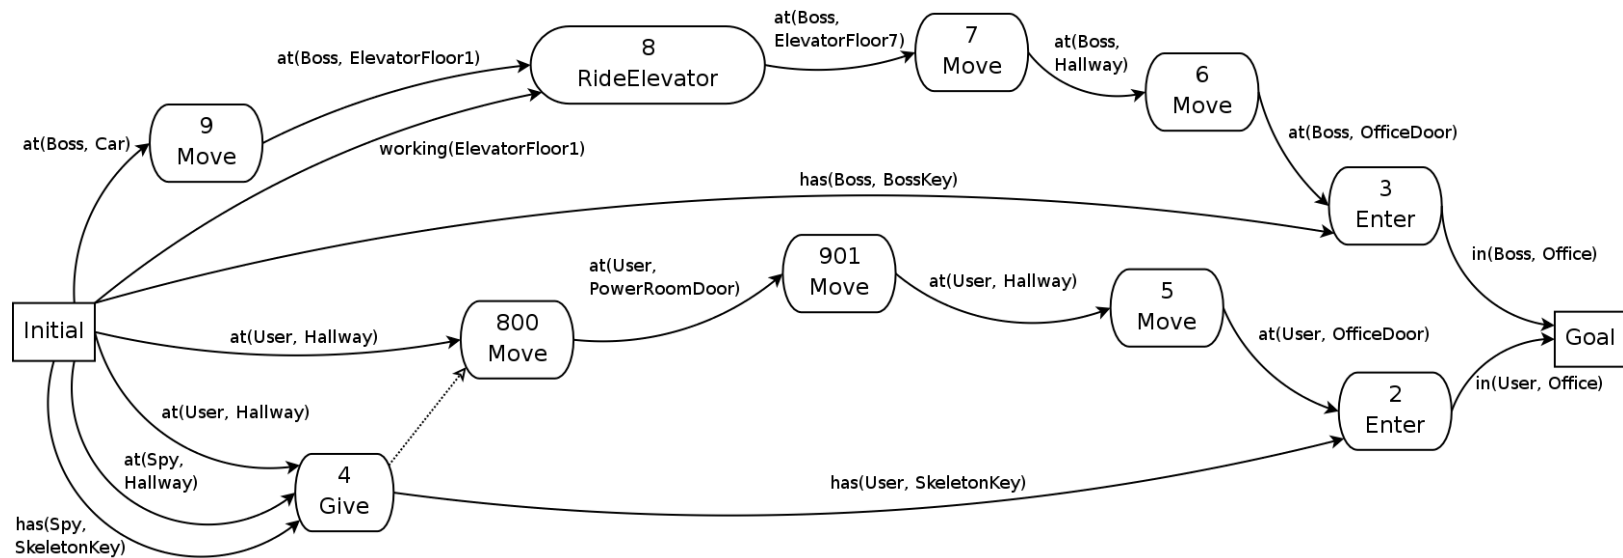 at(Boss,
ElevatorFloor7)
7
Move
at(Boss,
Hallway)
8
RideElevator
at(Boss, ElevatorFloor1)
6
Move
9
Move
at(Boss, Car)
working(ElevatorFloor1)
at(Boss, OfficeDoor)
has(Boss, BossKey)
3
Enter
in(Boss, Office)
901
Move
at(User,
PowerRoomDoor)
at(User, Hallway)
5
Move
Initial
at(User, Hallway)
800
Move
at(User, OfficeDoor)
Goal
in(User, Office)
2
Enter
at(User, Hallway)
at(Spy,
Hallway)
4
Give
has(User, SkeletonKey)
has(Spy,
SkeletonKey)